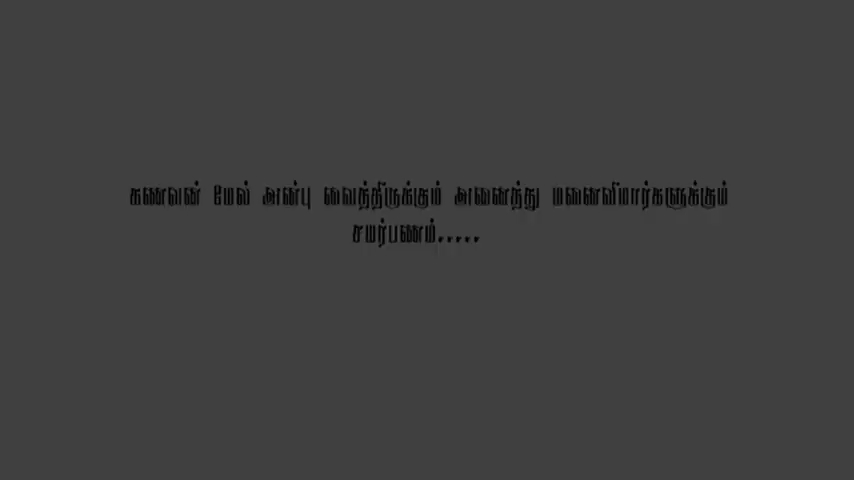 கணவன் மேல் அன்பு வைத்திருக்கும் அனைத்து மனைவிமார்களுக்கும்
சமர்பணம்.....